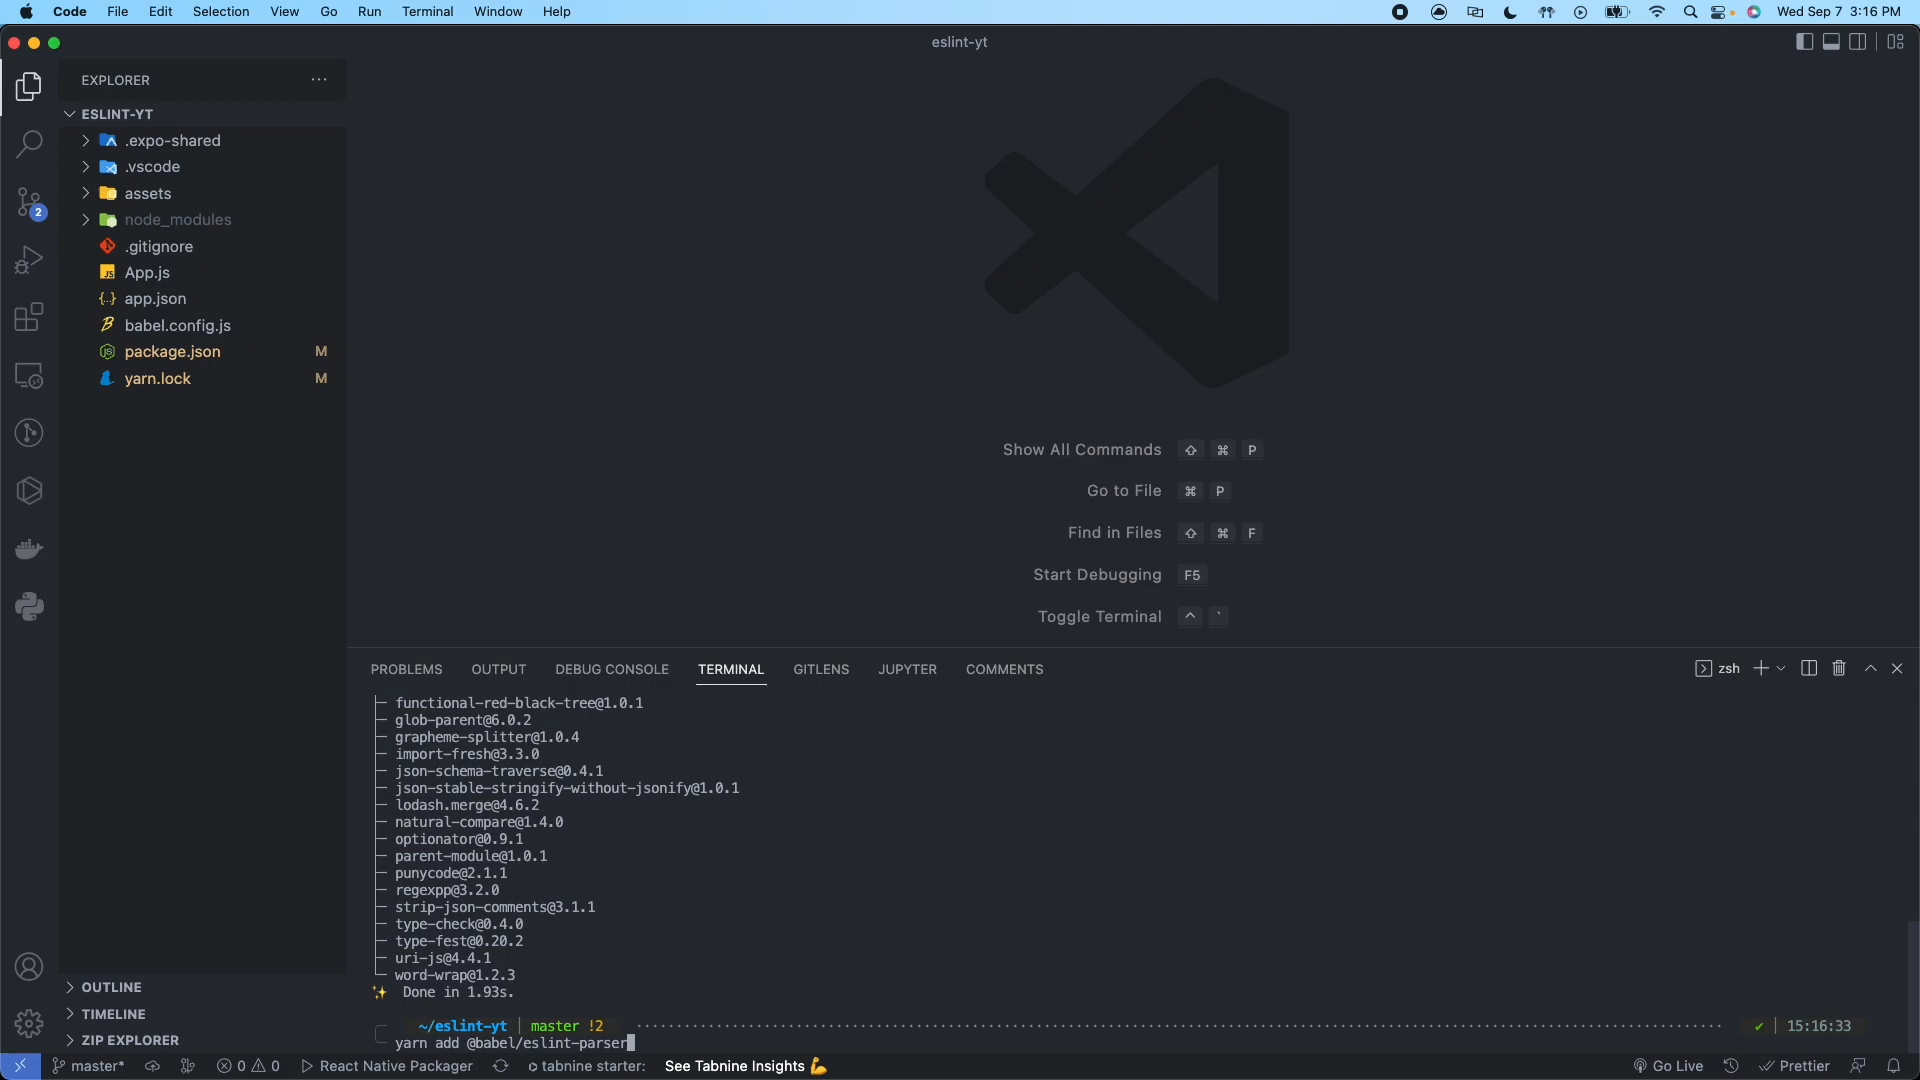 Code File Edit Selection View Go Run Terminal Window Help
Wed Sep 7 3:16 PM
eslint-yt
EXPLORER
ESLINT-YT
.expo-shared
.vscode
assets
node_modules
.gitignore
App.js
app.json
babel.config.js
package.json M
yarn.lock M
2
OUTLINE
TIMELINE
ZIP EXPLORER
Show All Commands ⇧ ⌘ P
Go to File ⌘ P
Find in Files ⇧ ⌘ F
Start Debugging F5
Toggle Terminal ^ `
PROBLEMS OUTPUT DEBUG CONSOLE TERMINAL GITLENS JUPYTER COMMENTS
zsh
├─ functional-red-black-tree@1.0.1
├─ glob-parent@6.0.2
├─ grapheme-splitter@1.0.4
├─ import-fresh@3.3.0
├─ json-schema-traverse@0.4.1
├─ json-stable-stringify-without-jsonify@1.0.1
├─ lodash.merge@4.6.2
├─ natural-compare@1.4.0
├─ optionator@0.9.1
├─ parent-module@1.0.1
├─ punycode@2.1.1
├─ regexpp@3.2.0
├─ strip-json-comments@3.1.1
├─ type-check@0.4.0
├─ type-fest@0.20.2
├─ uri-js@4.4.1
└─ word-wrap@1.2.3
✨ Done in 1.93s.
~/eslint-yt | master !2 ✔ | 15:16:33
yarn add @babel/eslint-parser
master* 0 0 React Native Packager tabnine starter: See Tabnine Insights 💪 Go Live Prettier